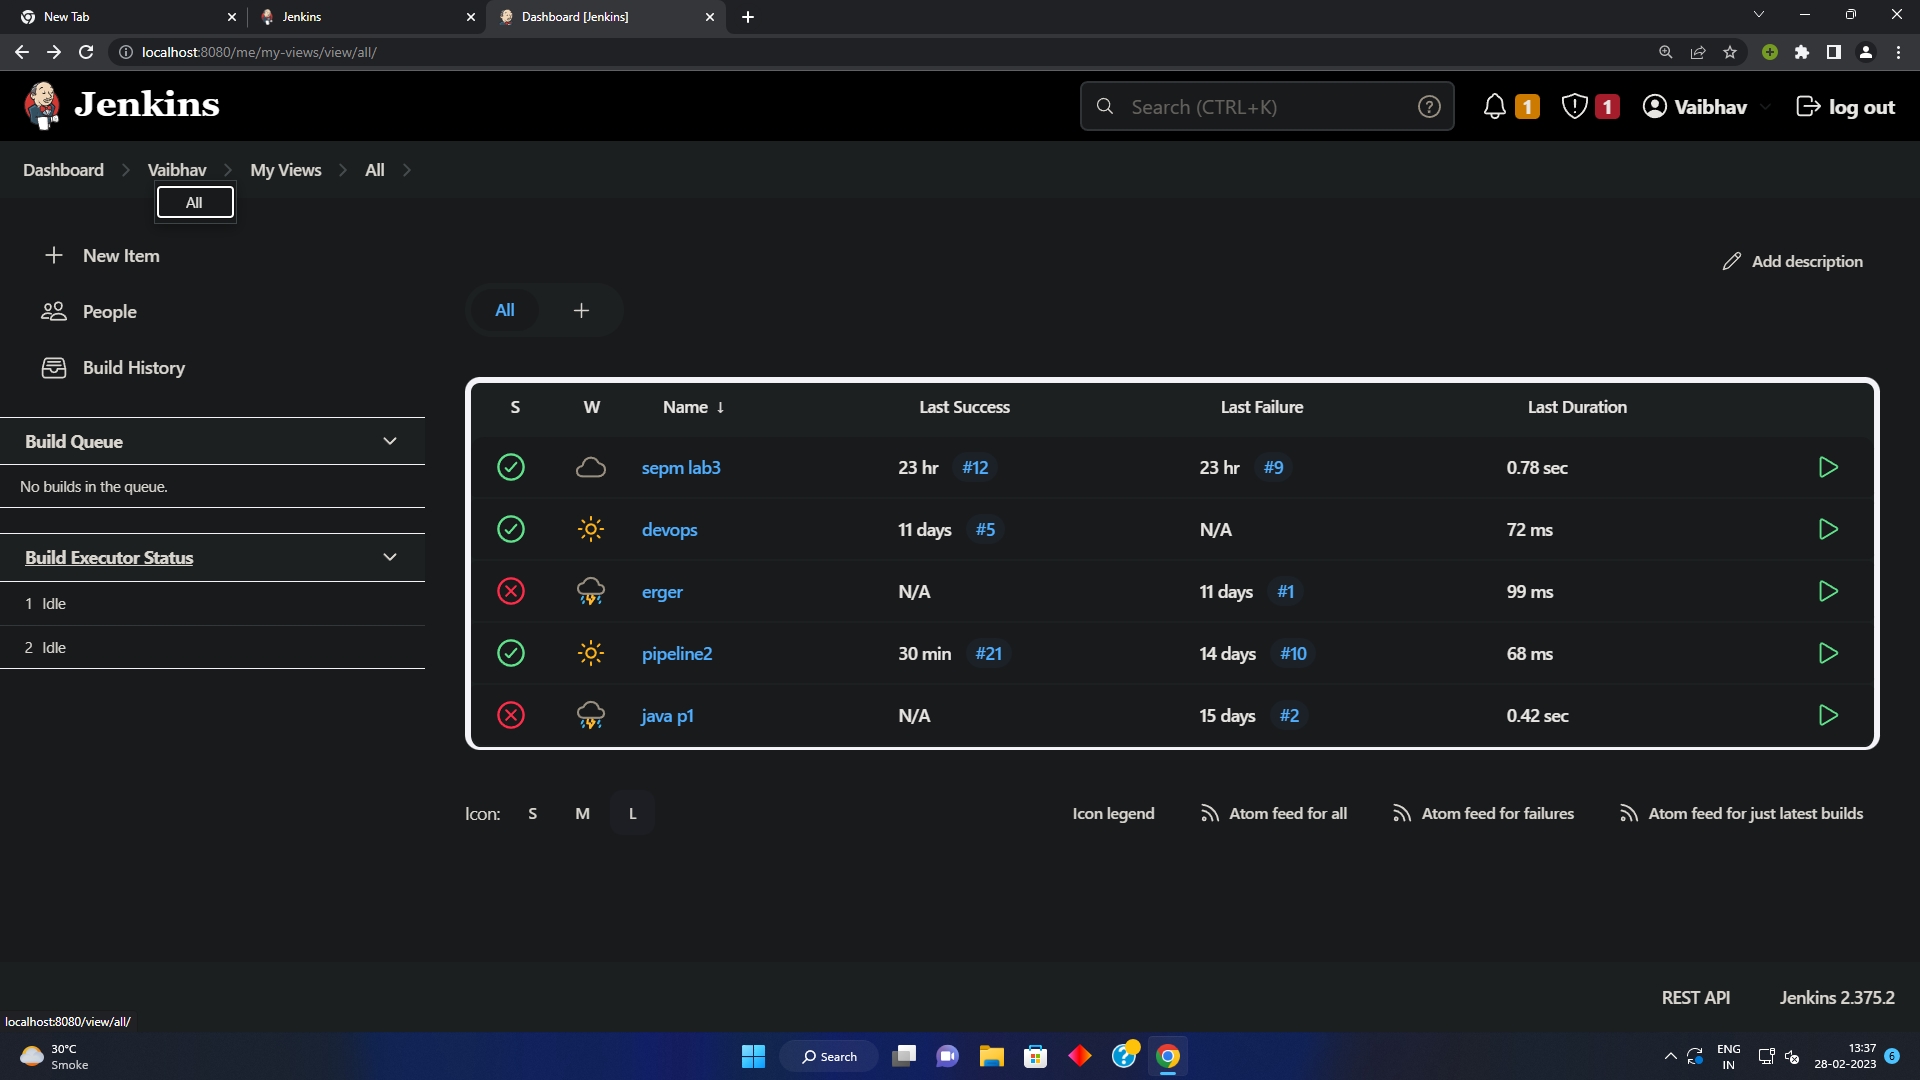 New Tab
Jenkins
Dashboard [Jenkins]
localhost:8080/me/my-views/view/all/
Jenkins
Search (CTRL+K)
1
1
Vaibhav
log out
Dashboard
Vaibhav
My Views
All
All
New Item
People
Build History
Build Queue
No builds in the queue.
Build Executor Status
1 Idle
2 Idle
Add description
All
S W Name ↓ Last Success Last Failure Last Duration
sepm lab3 23 hr #12 23 hr #9 0.78 sec
devops 11 days #5 N/A 72 ms
erger N/A 11 days #1 99 ms
pipeline2 30 min #21 14 days #10 68 ms
java p1 N/A 15 days #2 0.42 sec
Icon: S M L
Icon legend
Atom feed for all
Atom feed for failures
Atom feed for just latest builds
REST API
Jenkins 2.375.2
localhost:8080/view/all/
30°C
Smoke
Search
ENG
IN
13:37
28-02-2023
6